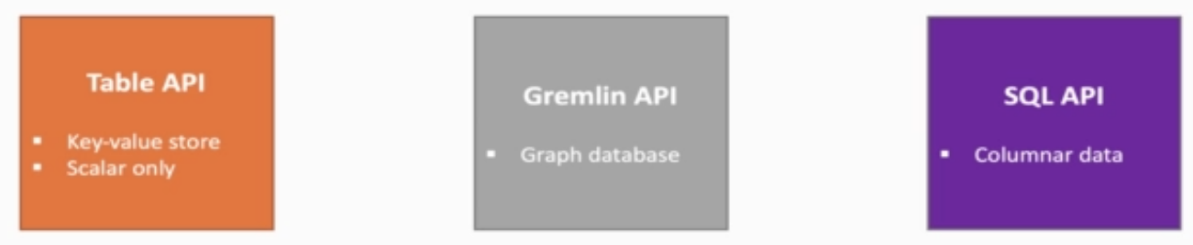 Table API
▪ Key-value store
▪ Scalar only
Gremlin API
▪ Graph database
SQL API
▪ Columnar data